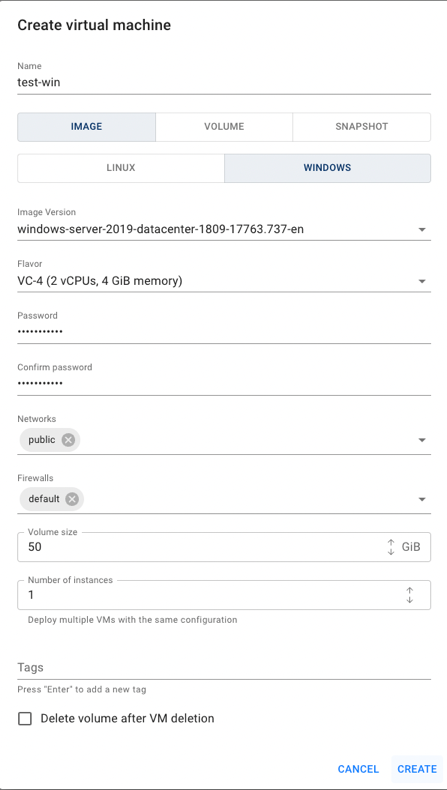 Create virtual machine
Name
test-win
IMAGE VOLUME SNAPSHOT
LINUX WINDOWS
Image Version
windows-server-2019-datacenter-1809-17763.737-en
Flavor
VC-4 (2 vCPUs, 4 GiB memory)
Password
•••••••••••
Confirm password
•••••••••••
Networks
public
Firewalls
default
Volume size
50 GiB
Number of instances
1
Deploy multiple VMs with the same configuration
Tags
Press "Enter" to add a new tag
Delete volume after VM deletion
CANCEL CREATE